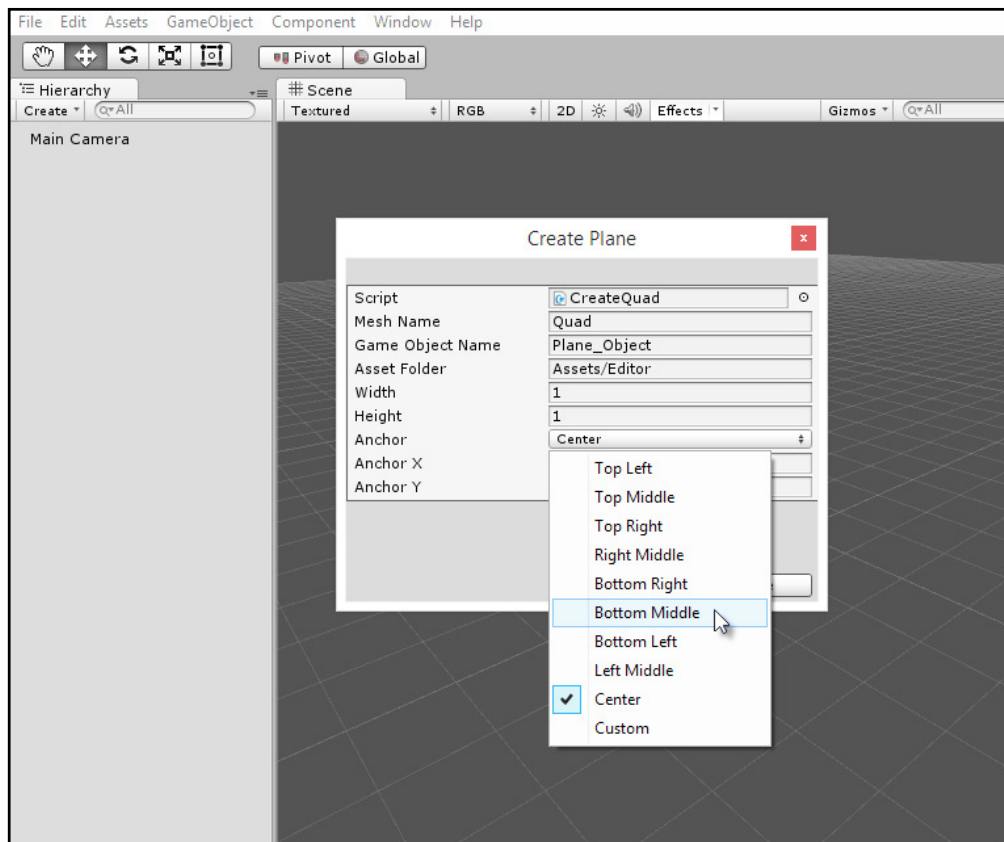 File Edit Assets GameObject Component Window Help
Pivot Global
Hierarchy # Scene
Create All Textured RGB 2D Effects Gizmos All
Main Camera
Create Plane
x
Script CreateQuad
Mesh Name Quad
Game Object Name Plane_Object
Asset Folder Assets/Editor
Width 1
Height 1
Anchor Center
Anchor X
Anchor Y
Top Left
Top Middle
Top Right
Right Middle
Bottom Right
Bottom Middle
Bottom Left
Left Middle
Center
Custom